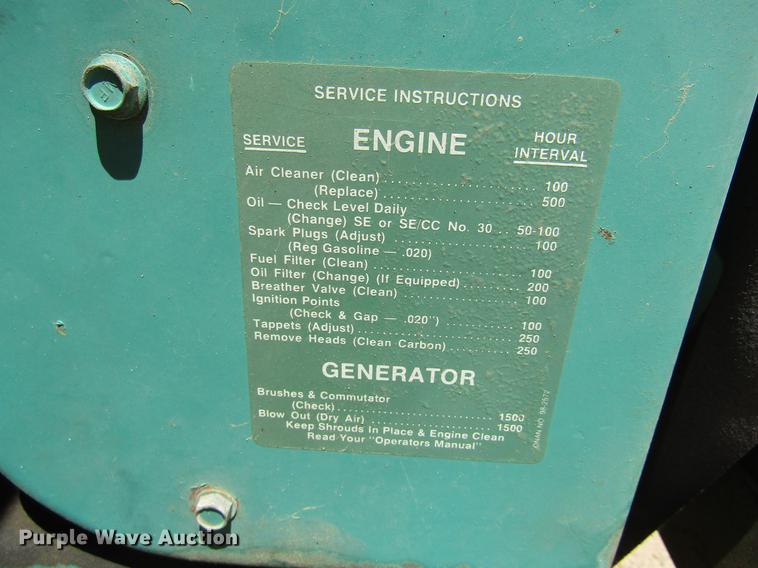 SERVICE INSTRUCTIONS
SERVICE ENGINE HOUR INTERVAL
Air Cleaner (Clean)........................ 100
(Replace)........................ 500
Oil — Check Level Daily
(Change) SE or SE/CC No. 30 .. 50-100
Spark Plugs (Adjust) ..................... 100
(Reg Gasoline — .020)
Fuel Filter (Clean) ........................ 100
Oil Filter (Change) (If Equipped) .......... 200
Breather Valve (Clean) .................... 100
Ignition Points
(Check & Gap — .020") .............. 100
Tappets (Adjust) .......................... 250
Remove Heads (Clean Carbon) ............ 250
GENERATOR
Brushes & Commutator
(Check)........................ 1500
Blow Out (Dry Air) ..................... 1500
Keep Shrouds In Place & Engine Clean
Read Your "Operators Manual"
ONAN NO.
Purple Wave Auction